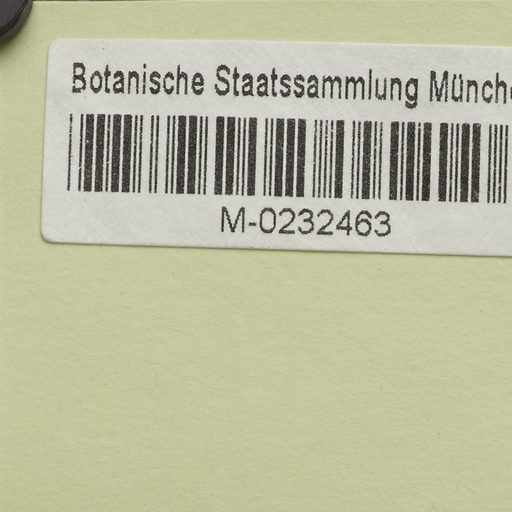 Botanische Staatssammlung Münch
M-0232463